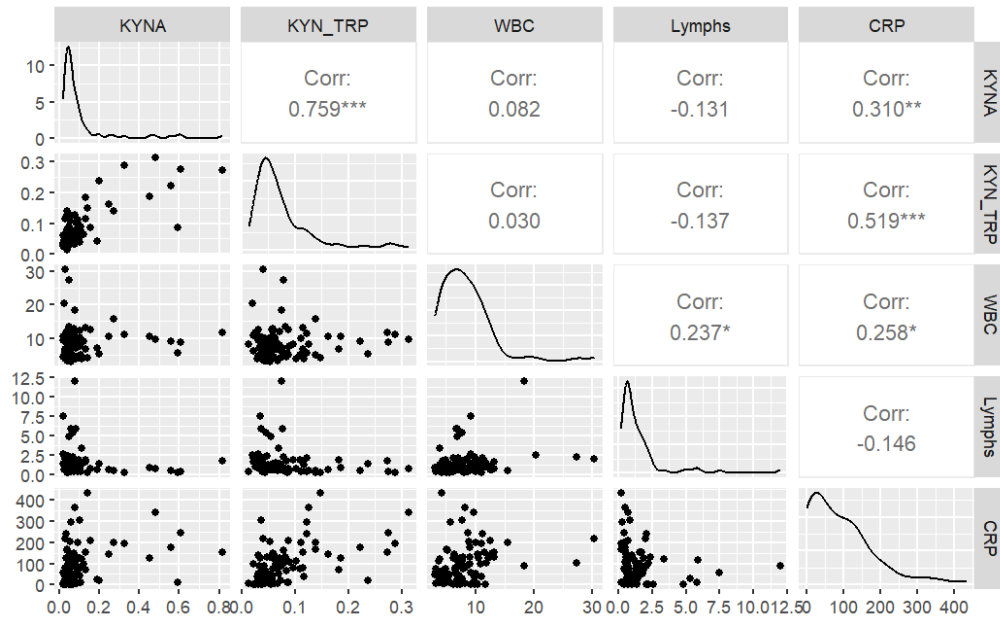 KYNA KYN_TRP WBC Lymphs CRP
10 Corr: Corr: Corr: Corr: KYNA
5 0.759*** 0.082 -0.131 0.310**
0
0.3 Corr: Corr: Corr: KYN_TRP
0.2 0.030 -0.137 0.519***
0.1
0.0
30 Corr: Corr: WBC
20 0.237* 0.258*
10
12.5 Corr: Lymphs
10.0 -0.146
7.5
5.0
2.5
0.0
400 CRP
300
200
100
0
0.0 0.2 0.4 0.6 0.8 0.0 0.1 0.2 0.3 10 20 30 0.0 2.5 5.0 7.5 10.0 12.5 0 100 200 300 400